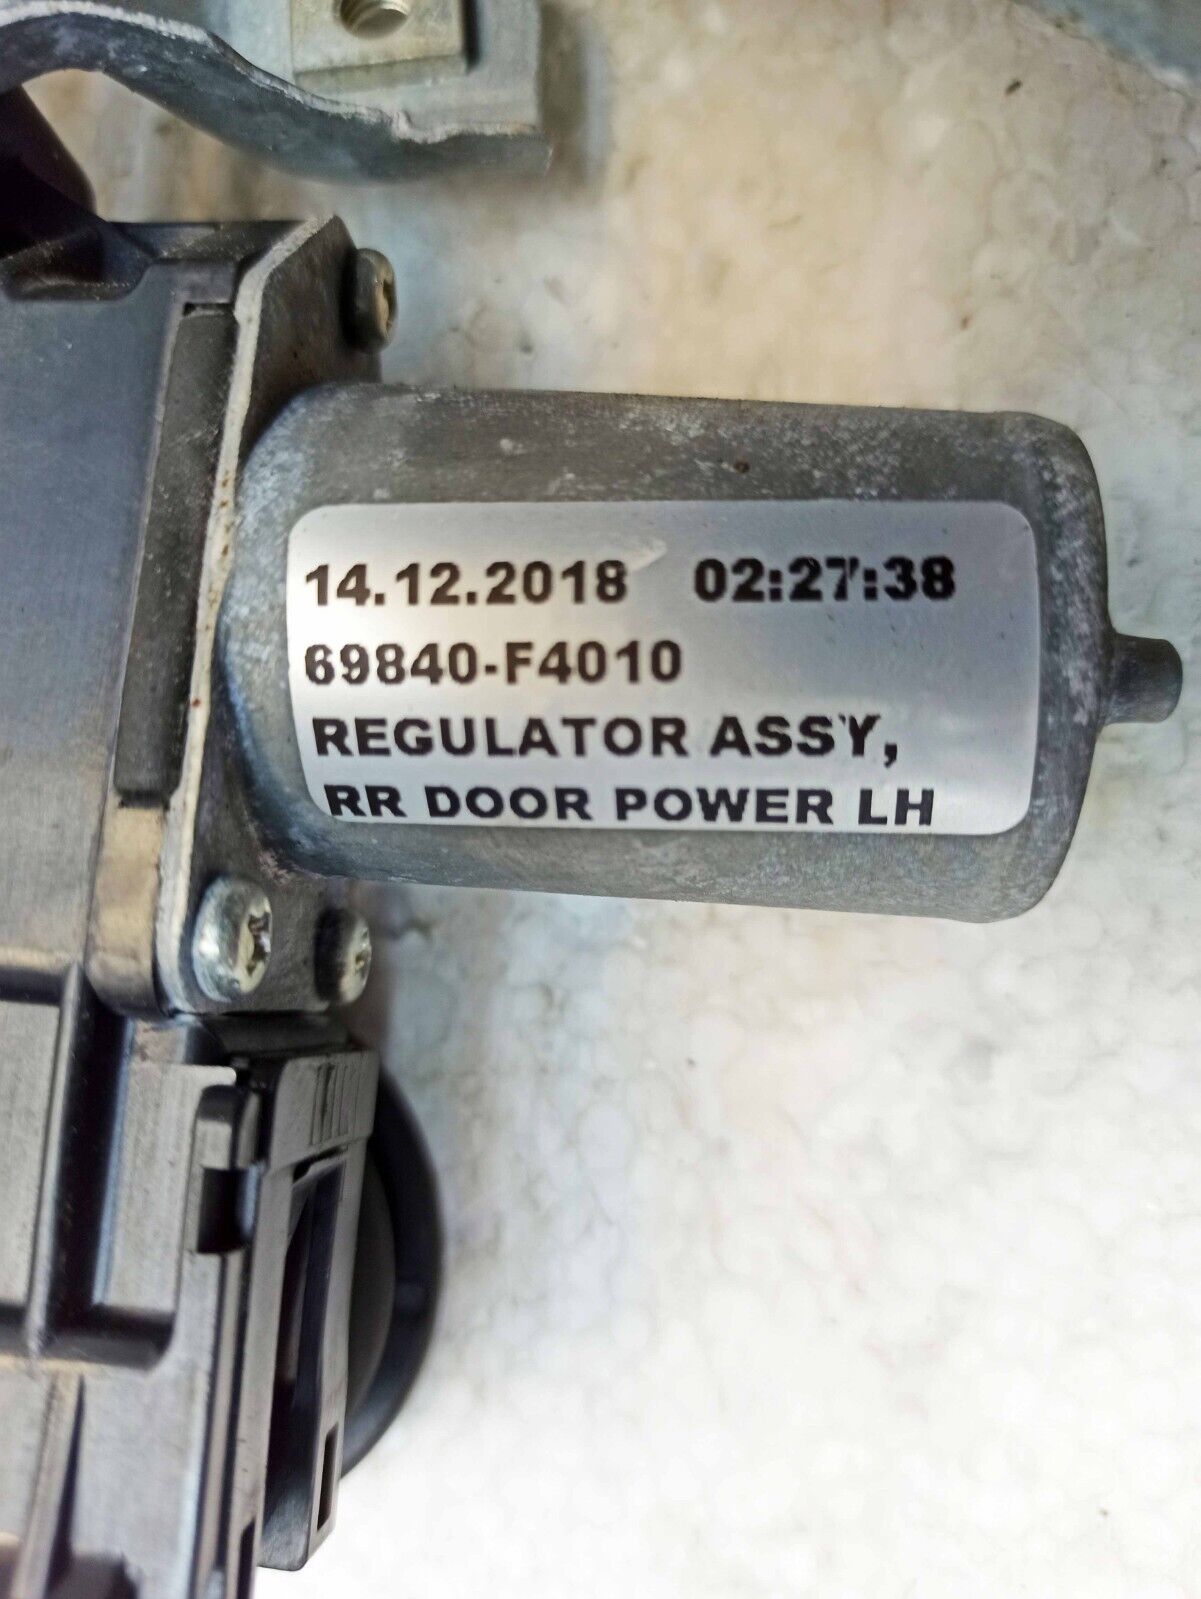 14.12.2018 02:27:38
69840-F4010
REGULATOR ASSY,
RR DOOR POWER LH